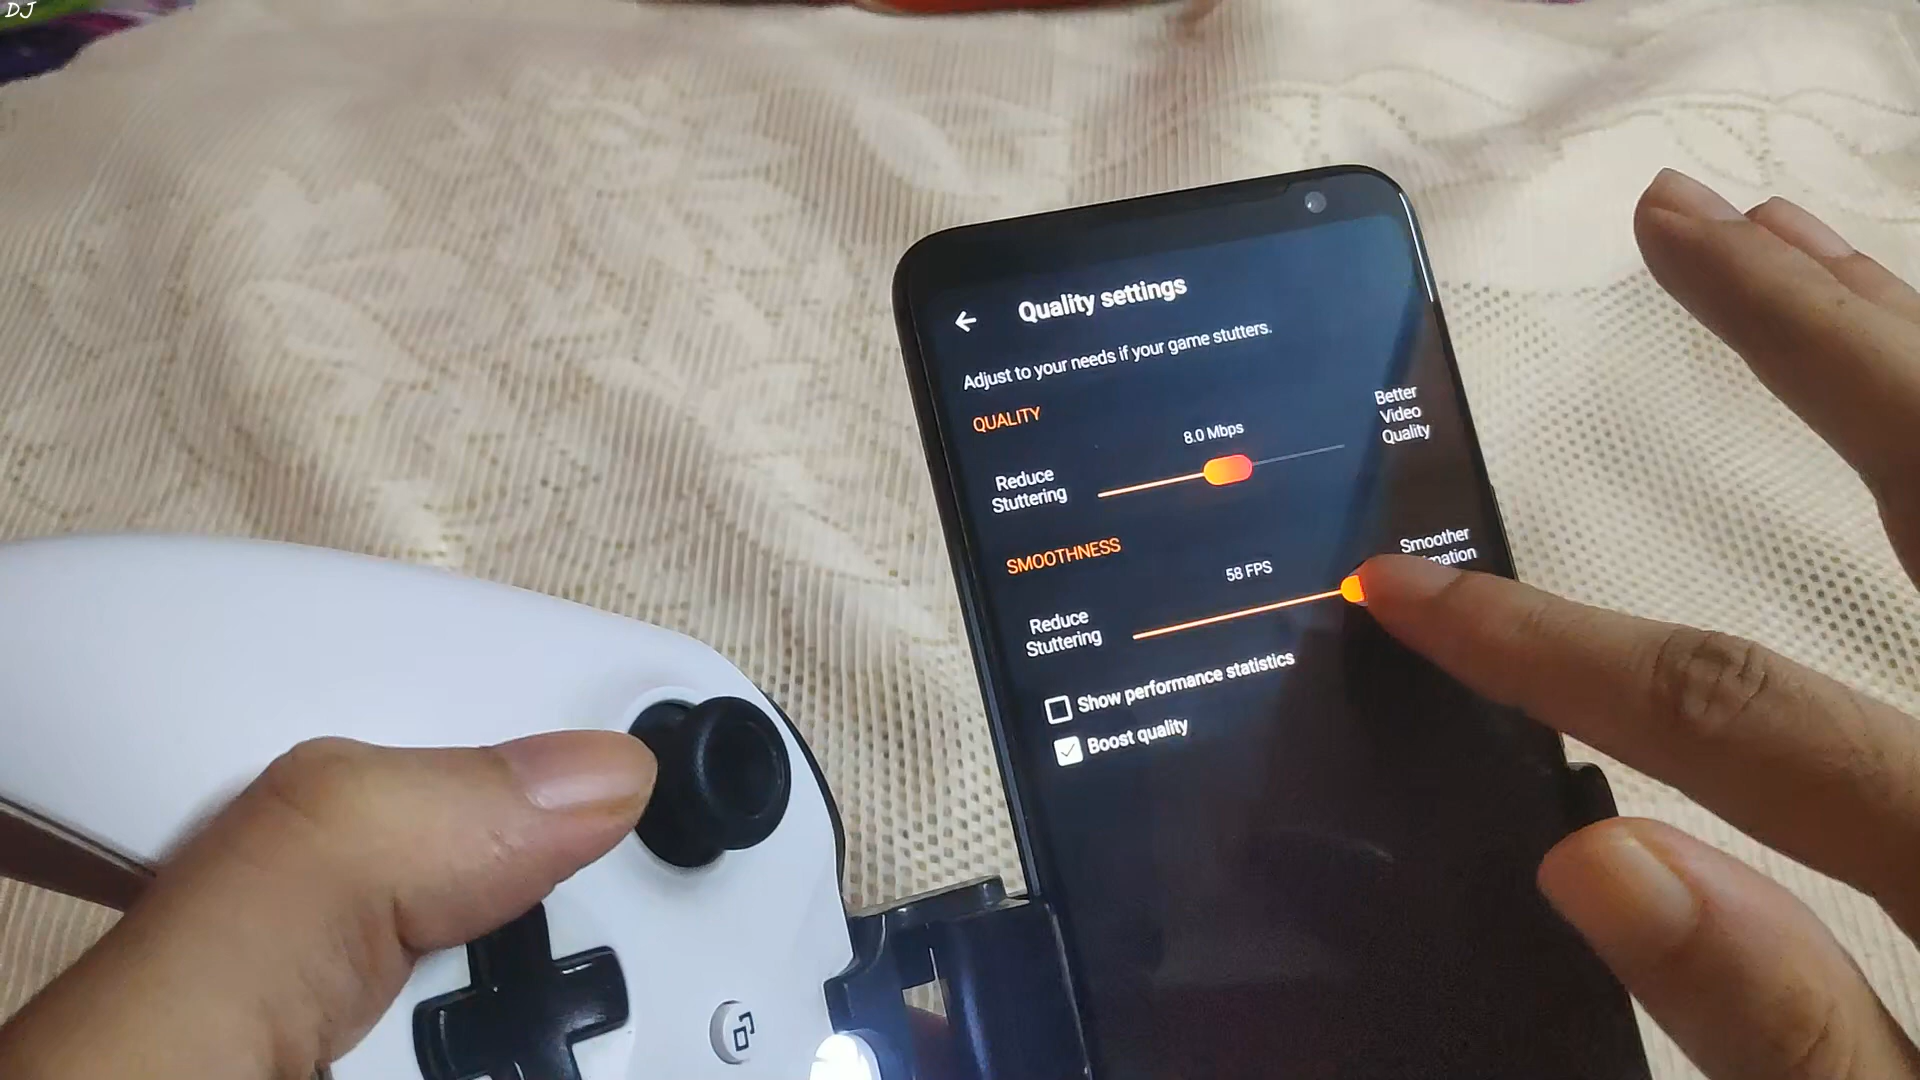 DJ
Quality settings
Adjust to your needs if your game stutters.
QUALITY
8.0 Mbps
Reduce
Stuttering
Better
Video
Quality
SMOOTHNESS
58 FPS
Reduce
Stuttering
Smoother
Show performance statistics
Boost quality